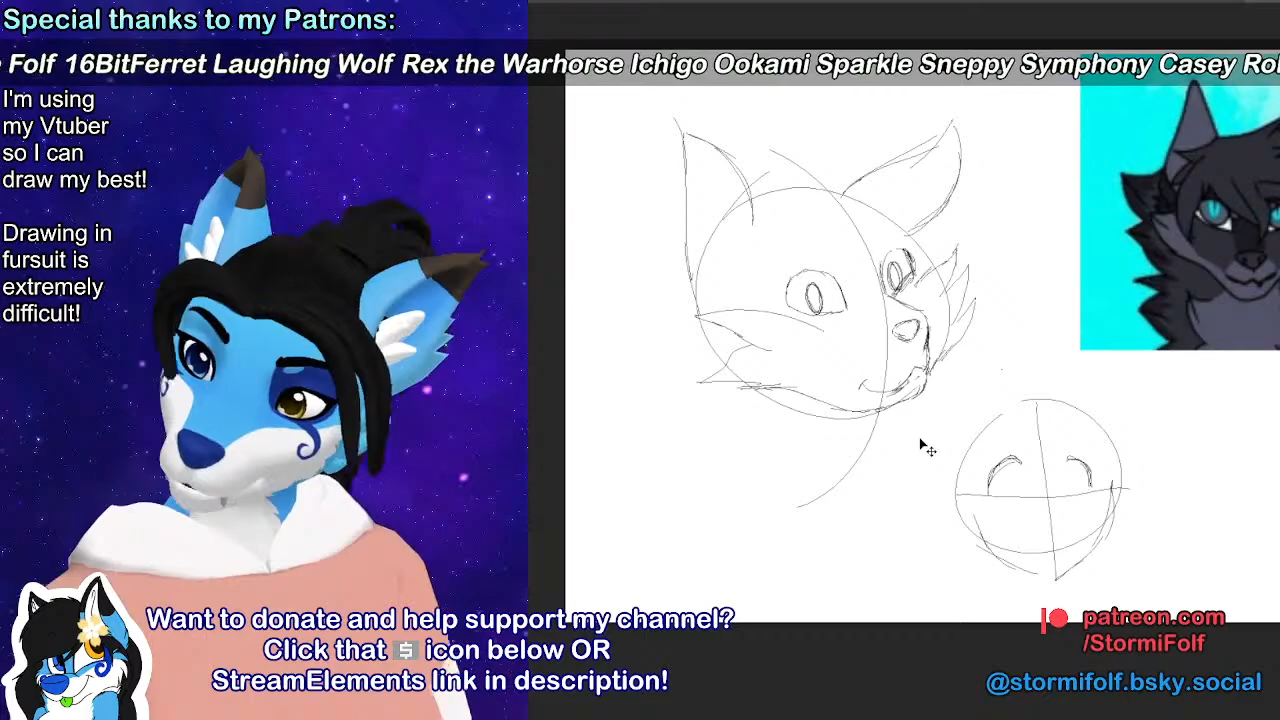 Special thanks to my Patrons:
Folf 16BitFerret Laughing Wolf Rex the Warhorse Ichigo Ookami Sparkle Sneppy Symphony Casey
I'm using
my Vtuber
so I can
draw my best!
Drawing in
fursuit is
extremely
difficult!
Want to donate and help support my channel?
Click that $ icon below OR
StreamElements link in description!
patreon.com
/StormiFolf
@stormifolf.bsky.social